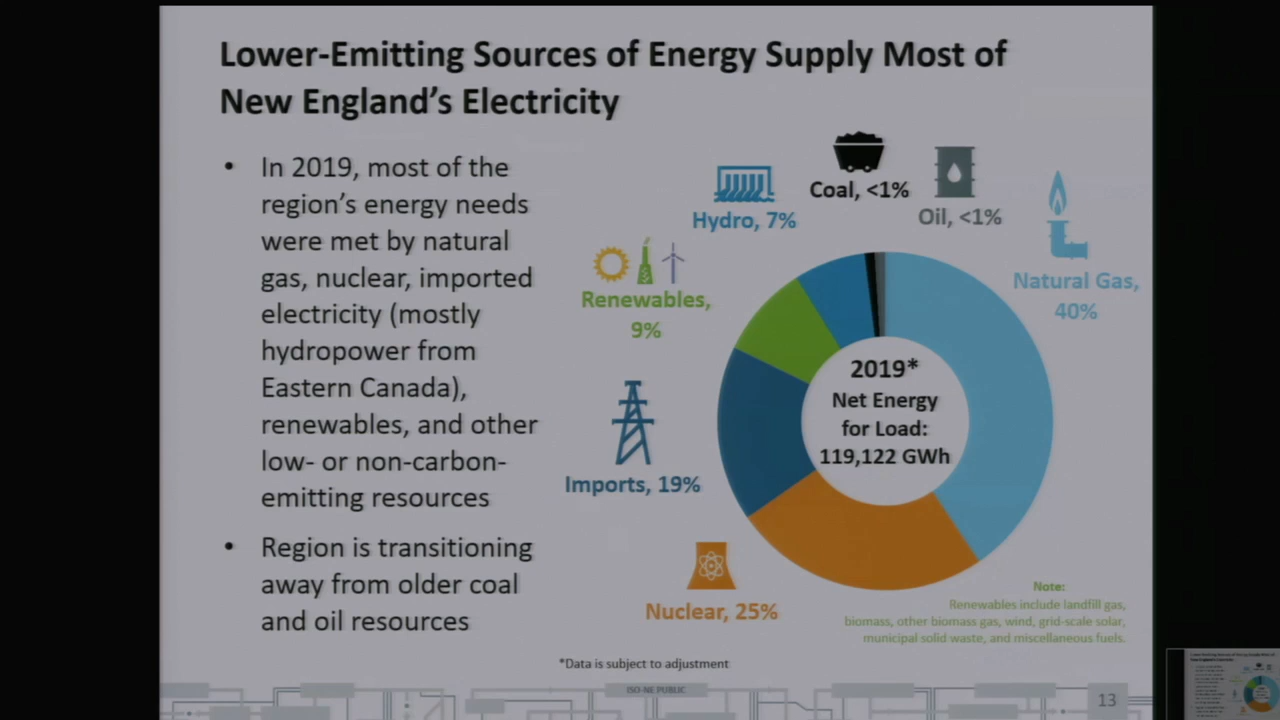 Lower-Emitting Sources of Energy Supply Most of
New England's Electricity
• In 2019, most of the
region's energy needs
were met by natural
gas, nuclear, imported
electricity (mostly
hydropower from
Eastern Canada),
renewables, and other
low- or non-carbon-
emitting resources
• Region is transitioning
away from older coal
and oil resources
Coal, <1%
Oil, <1%
Hydro, 7%
Natural Gas,
40%
Renewables,
9%
2019*
Net Energy
for Load:
119,122 GWh
Imports, 19%
Nuclear, 25%
Note:
Renewables include landfill gas,
biomass, other biomass gas, wind, grid-scale solar,
municipal solid waste, and miscellaneous fuels.
*Data is subject to adjustment
ISO-NE PUBLIC
13